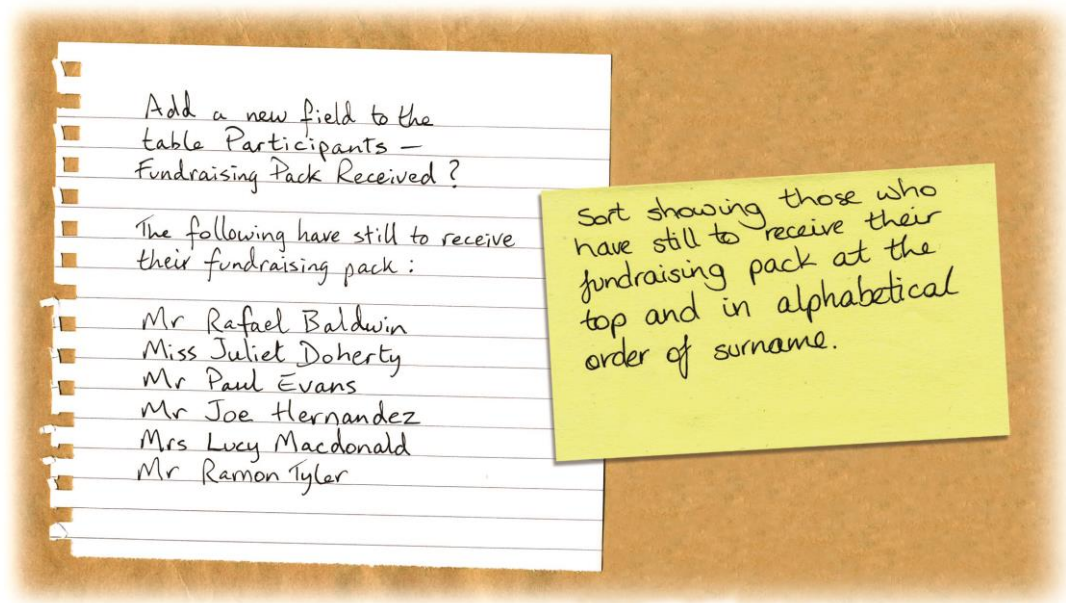 Add a new field to the
table Participants –
Fundraising Pack Received ?
The following have still to receive
their fundraising pack :
Mr Rafael Baldwin
Miss Juliet Doherty
Mr Paul Evans
Mr Joe Hernandez
Mrs Lucy Macdonald
Mr Ramon Tyler
Sort showing those who
have still to receive their
fundraising pack at the
top and in alphabetical
order of surname.